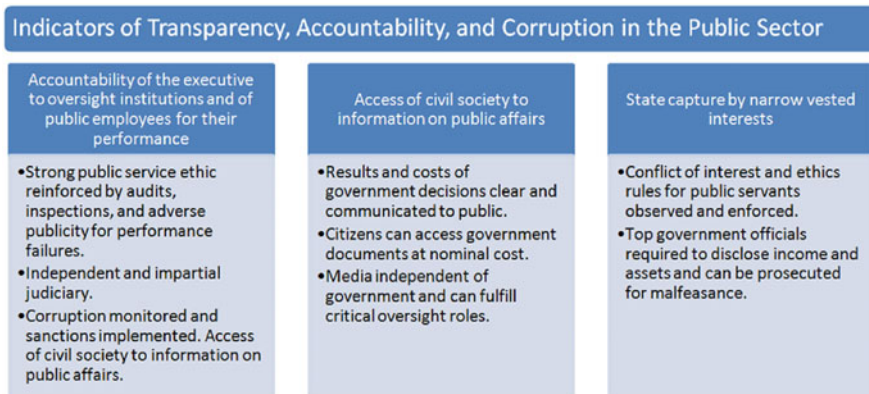 Indicators of Transparency, Accountability, and Corruption in the Public Sector
Accountability of the executive
to oversight institutions and of
public employees for their
performance
•Strong public service ethic
reinforced by audits,
inspections, and adverse
publicity for performance
failures.
•Independent and impartial
judiciary.
•Corruption monitored and
sanctions implemented. Access
of civil society to information on
public affairs.
Access of civil society to
information on public affairs
•Results and costs of
government decisions clear and
communicated to public.
•Citizens can access government
documents at nominal cost.
•Media independent of
government and can fulfill
critical oversight roles.
State capture by narrow vested
interests
•Conflict of interest and ethics
rules for public servants
observed and enforced.
•Top government officials
required to disclose income and
assets and can be prosecuted
for malfeasance.